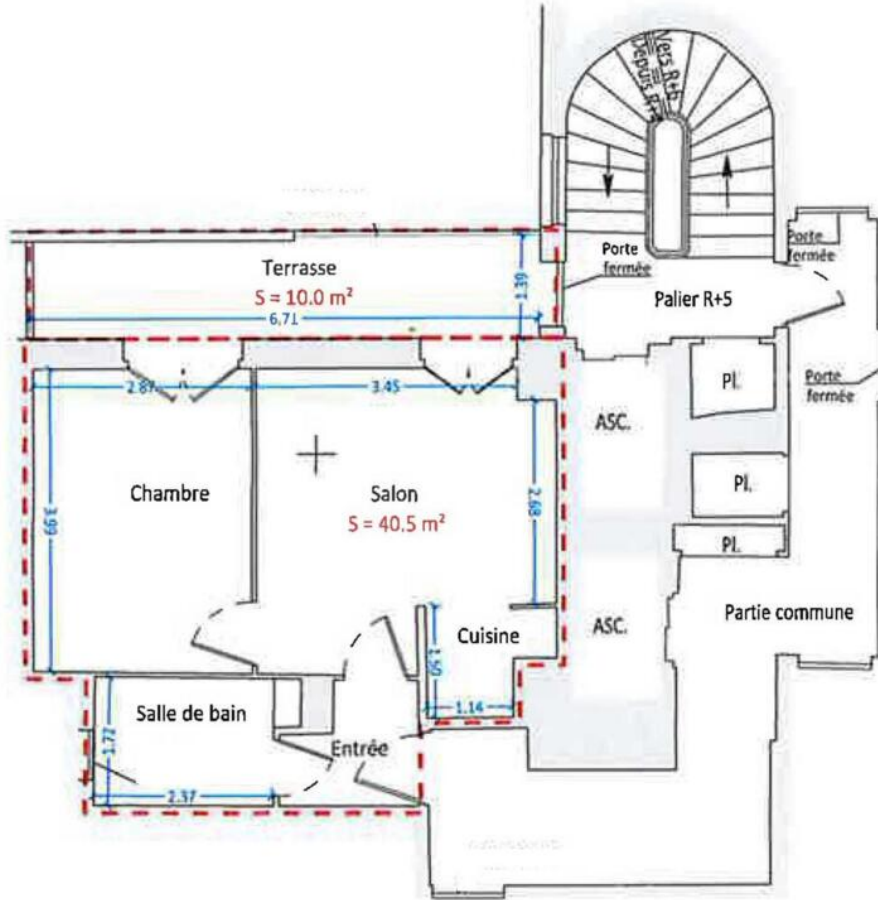 Vers R+6
Depuis R+4
Porte
fermée
Porte
fermée
Palier R+5
Terrasse
S = 10.0 m²
6.71
1.39
2.87
3.45
Pl.
Porte
fermée
ASC.
Chambre
Salon
S = 40.5 m²
3.99
2.68
Pl.
Pl.
Cuisine
1.50
1.14
ASC.
Partie commune
Salle de bain
1.72
2.37
Entrée